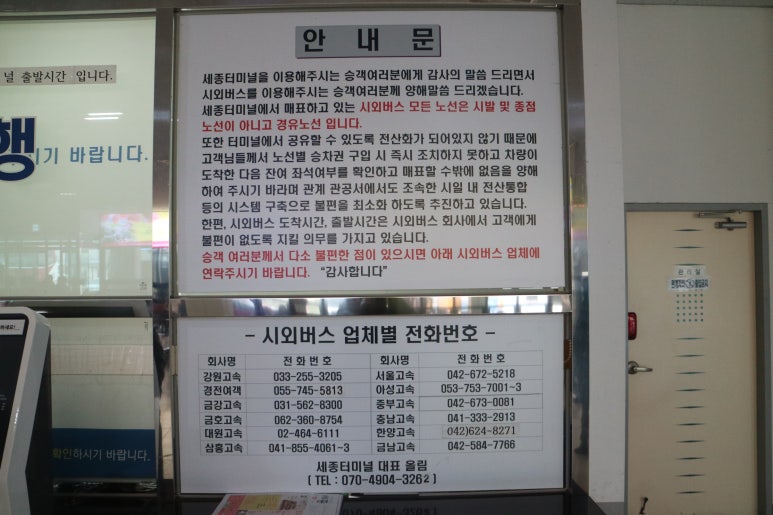 널 출발시간 입니다.
행
시기 바랍니다.
확인하시기 바랍니다.
안 내 문
세종터미널을 이용해주시는 승객여러분에게 감사의 말씀 드리면서
시외버스를 이용해주시는 승객여러분께 양해말씀 드리겠습니다.
세종터미널에서 매표하고 있는 시외버스 모든 노선은 시발 및 종점
노선이 아니고 경유노선 입니다.
또한 터미널에서 공유할 수 있도록 전산화가 되어있지 않기 때문에
고객님들께서 노선별 승차권 구입 시 즉시 조치하지 못하고 차량이
도착한 다음 잔여 좌석여부를 확인하고 매표할 수밖에 없음을 양해
하여 주시기 바라며 관계 관공서에서도 조속한 시일 내 전산통합
등의 시스템 구축으로 불편을 최소화 하도록 추진하고 있습니다.
한편, 시외버스 도착시간, 출발시간은 시외버스 회사에서 고객에게
불편이 없도록 지킬 의무를 가지고 있습니다.
승객 여러분께서 다소 불편한 점이 있으시면 아래 시외버스 업체에
연락주시기 바랍니다. “감사합니다”
- 시외버스 업체별 전화번호 -
회사명 전화번호 회사명 전화번호
강원고속 033-255-3205 서울고속 042-672-5218
경전여객 055-745-5813 아성고속 053-753-7001~3
금강고속 031-562-6300 중부고속 042-673-0081
금호고속 062-360-8754 충남고속 041-333-2913
대원고속 02-464-6111 한양고속 042)624-8271
삼흥고속 041-855-4061~3 금남고속 042-584-7766
세종터미널 대표 올림
( TEL : 070-4904-3262 )
관리실